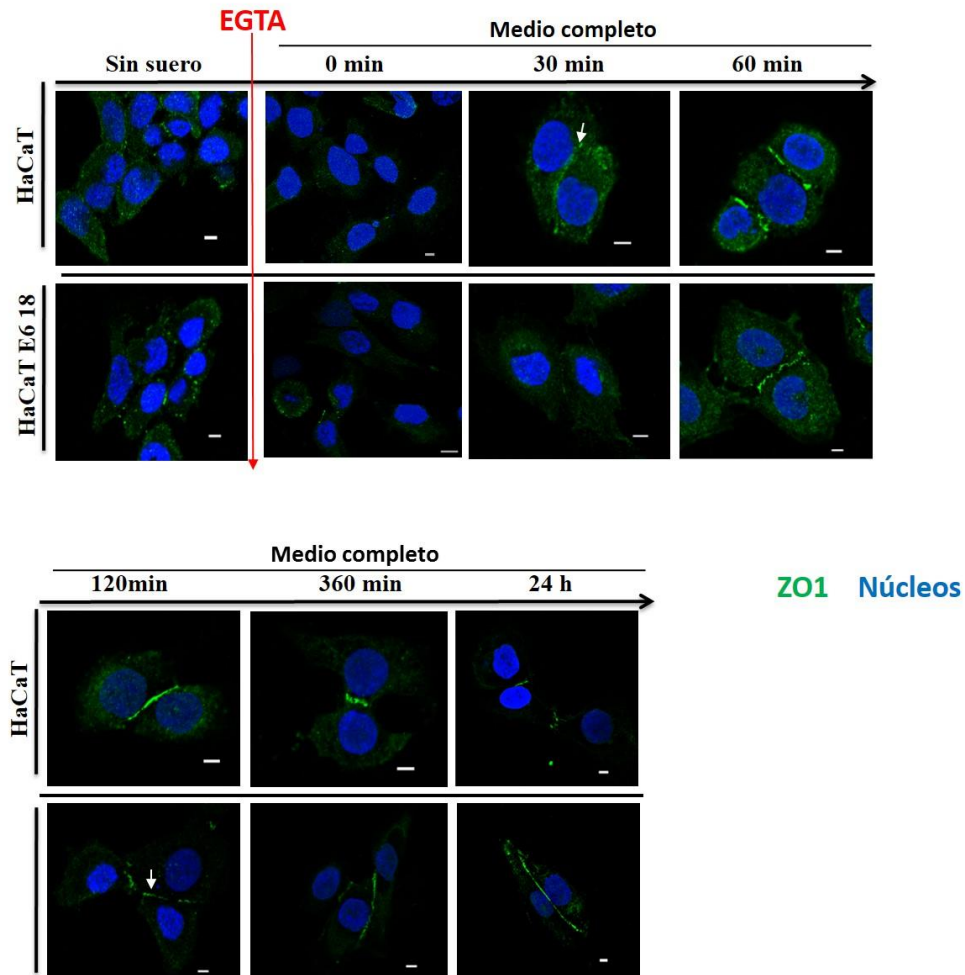 EGTA
Medio completo
Sin suero
0 min
30 min
60 min
HaCaT
HaCaT E6 18
Medio completo
120min
360 min
24 h
ZO1 Núcleos
HaCaT